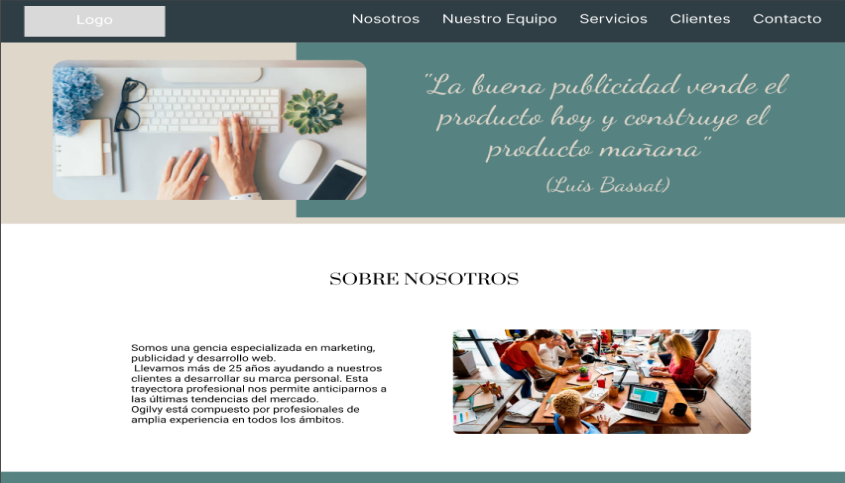 Logo
Nosotros Nuestro Equipo Servicios Clientes Contacto
"La buena publicidad vende el
producto hoy y construye el
producto mañana"
(Luis Bassat)
SOBRE NOSOTROS
Somos una gencia especializada en marketing,
publicidad y desarrollo web.
Llevamos más de 25 años ayudando a nuestros
clientes a desarrollar su marca personal. Esta
trayectora profesional nos permite anticiparnos a
las últimas tendencias del mercado.
Ogilvy está compuesto por profesionales de
amplia experiencia en todos los ámbitos.